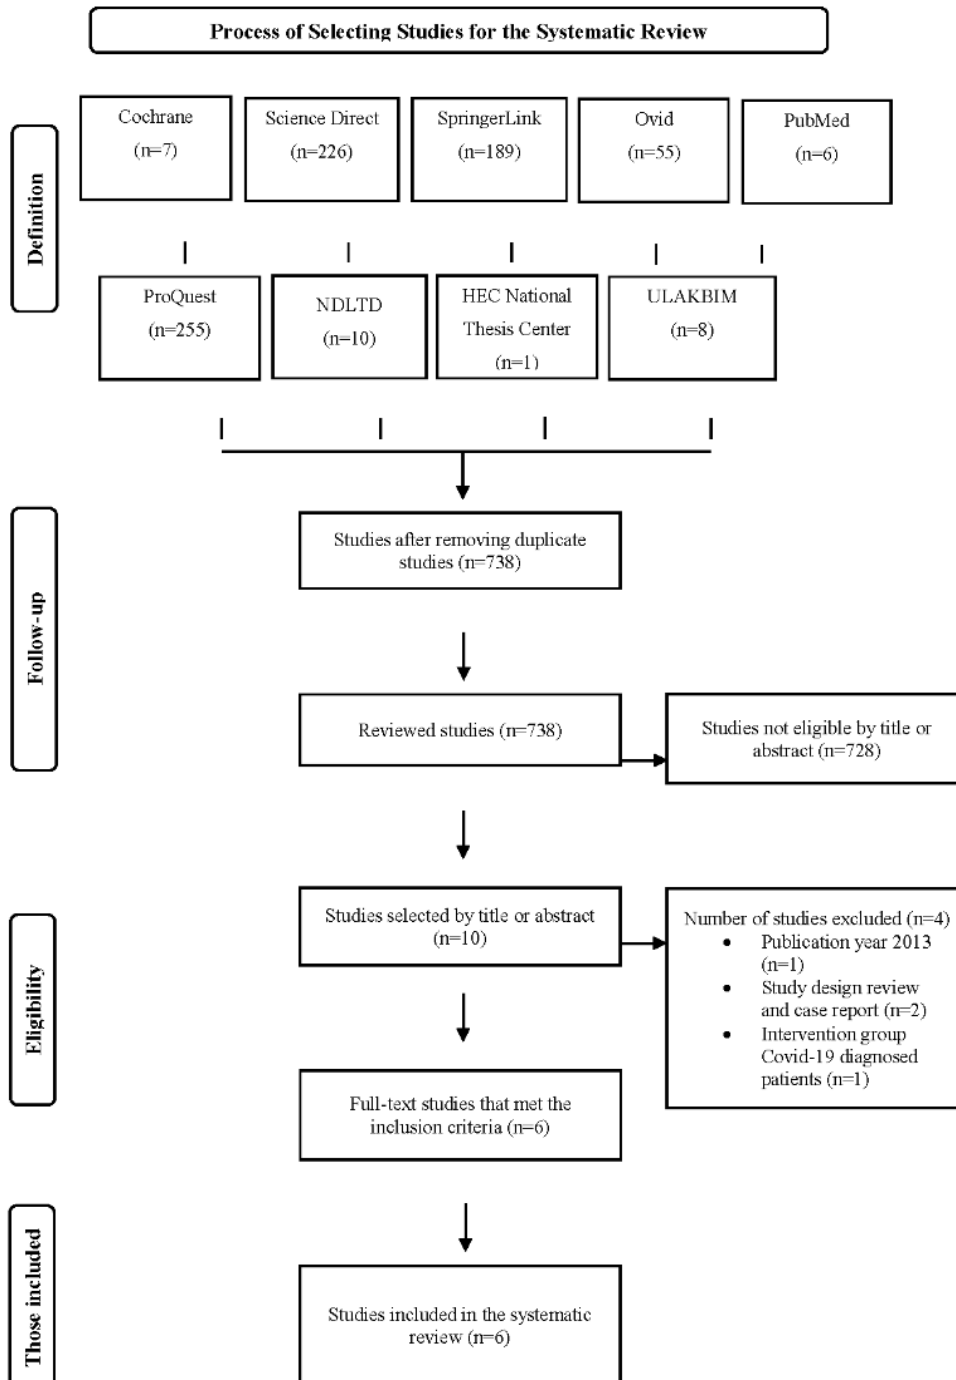 Process of Selecting Studies for the Systematic Review
Definition
Cochrane
(n=7)
Science Direct
(n=226)
SpringerLink
(n=189)
Ovid
(n=55)
PubMed
(n=6)
ProQuest
(n=255)
NDLTD
(n=10)
HEC National
Thesis Center
(n=1)
ULAKBIM
(n=8)
Follow-up
Studies after removing duplicate
studies (n=738)
Reviewed studies (n=738)
Studies not eligible by title or
abstract (n=728)
Eligibility
Studies selected by title or abstract
(n=10)
Number of studies excluded (n=4)
• Publication year 2013
(n=1)
• Study design review
and case report (n=2)
• Intervention group
Covid-19 diagnosed
patients (n=1)
Full-text studies that met the
inclusion criteria (n=6)
Those included
Studies included in the systematic
review (n=6)